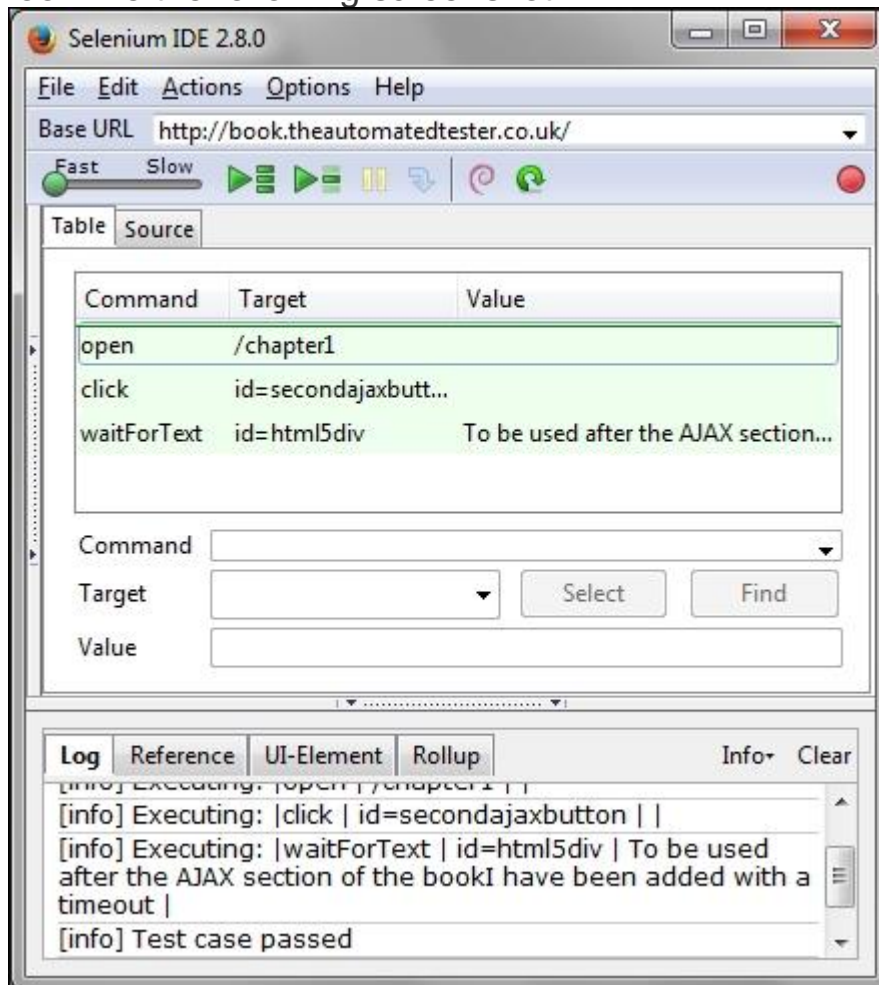 Selenium IDE 2.8.0
File Edit Actions Options Help
Base URL http://book.theautomatedtester.co.uk/
Fast Slow
Table Source
Command Target Value
open /chapter1
click id=secondajaxbutt...
waitForText id=html5div To be used after the AJAX section...
Command
Target Select Find
Value
Log Reference UI-Element Rollup Info Clear
[info] Executing: |open | /chapter1 | |
[info] Executing: |click | id=secondajaxbutton | |
[info] Executing: |waitForText | id=html5div | To be used
after the AJAX section of the bookI have been added with a
timeout |
[info] Test case passed